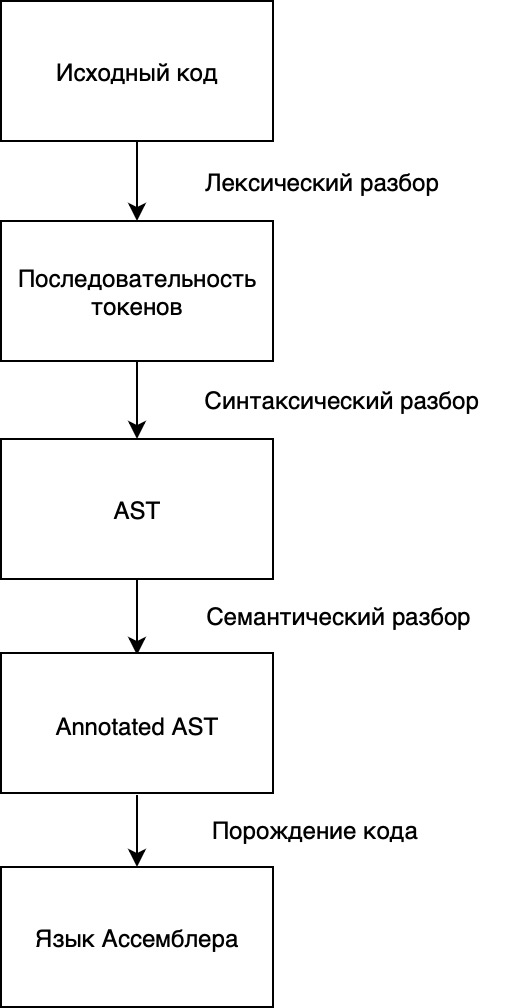 Исходный код
Лексический разбор
Последовательность
токенов
Синтаксический разбор
AST
Семантический разбор
Annotated AST
Порождение кода
Язык Ассемблера